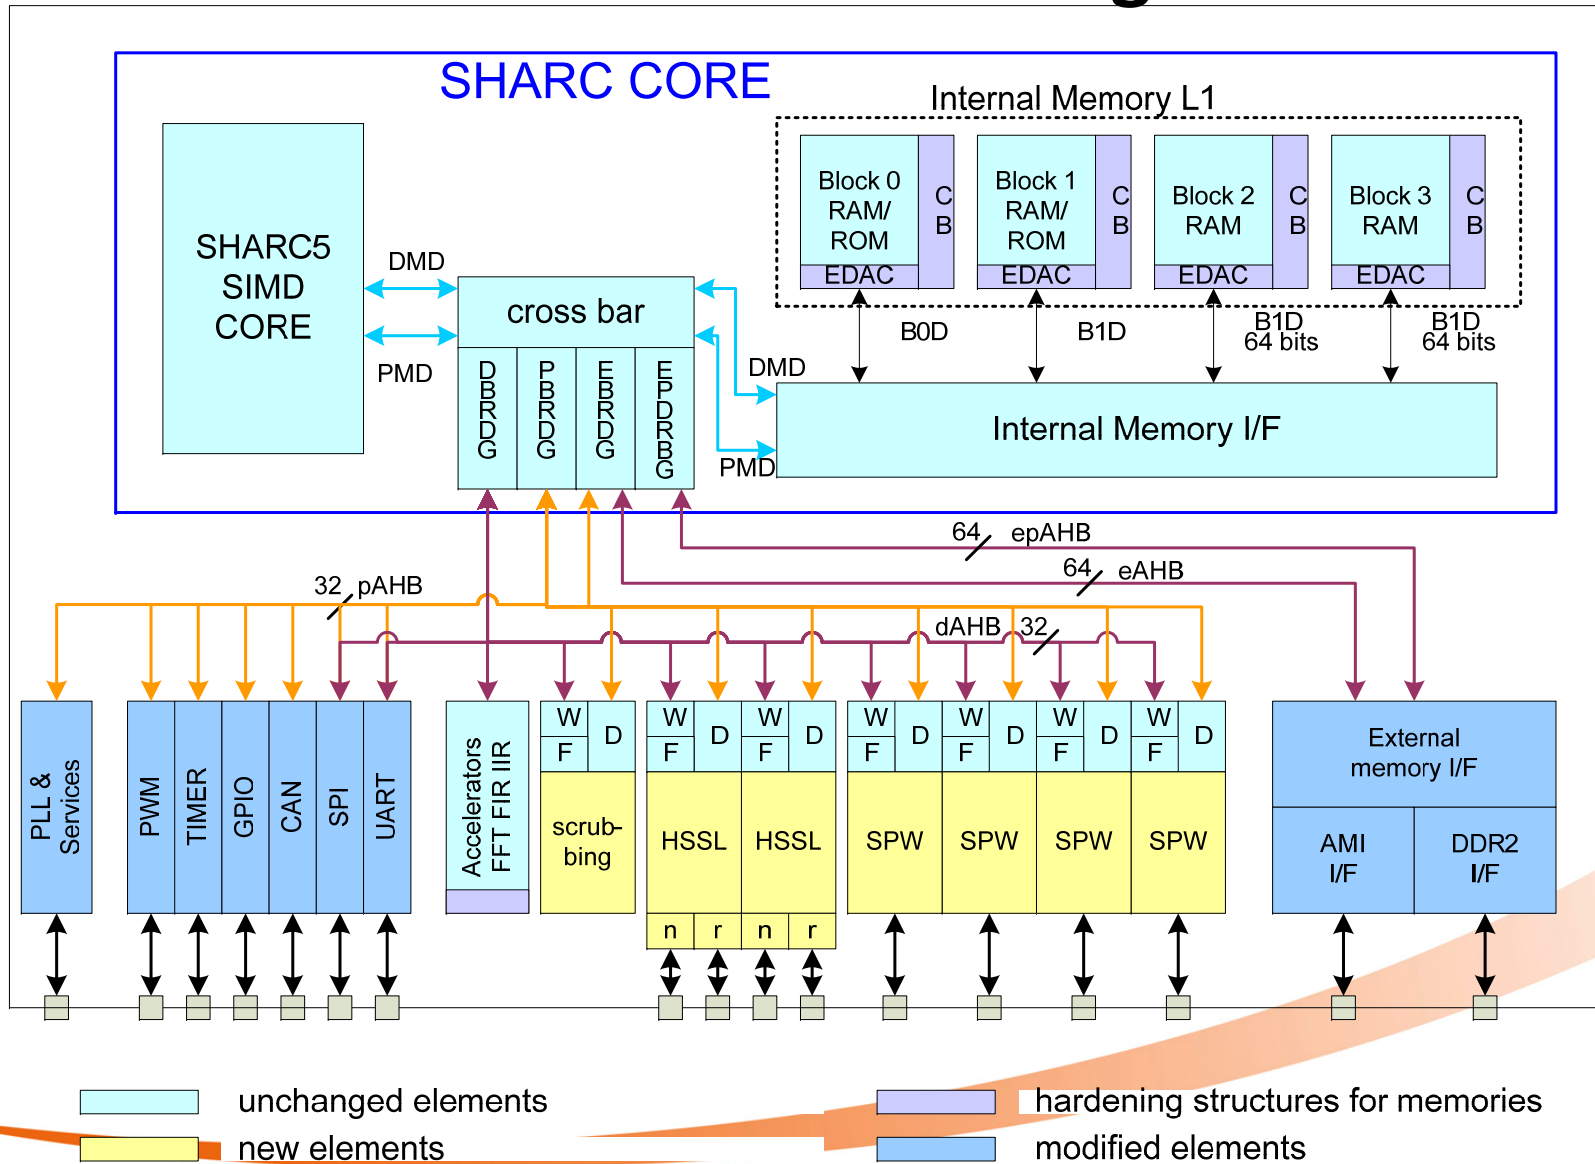 SHARC CORE
Internal Memory L1
Block 0
RAM/
ROM
C
B
EDAC
Block 1
RAM/
ROM
C
B
EDAC
Block 2
RAM
C
B
EDAC
Block 3
RAM
C
B
EDAC
SHARC5
SIMD
CORE
DMD
PMD
cross bar
DBRDG
PBRDG
EBRDG
EPDRBG
DMD
PMD
B0D
B1D
B1D
64 bits
B1D
64 bits
Internal Memory I/F
64 epAHB
64 eAHB
32 pAHB
dAHB 32
PLL &
Services
PWM
TIMER
GPIO
CAN
SPI
UART
Accelerators
FFT FIR IIR
W
F
D
scrub-
bing
W
F
D
HSSL
n
r
W
F
D
HSSL
n
r
W
F
D
SPW
W
F
D
SPW
W
F
D
SPW
W
F
D
SPW
External
memory I/F
AMI
I/F
DDR2
I/F
unchanged elements
new elements
hardening structures for memories
modified elements